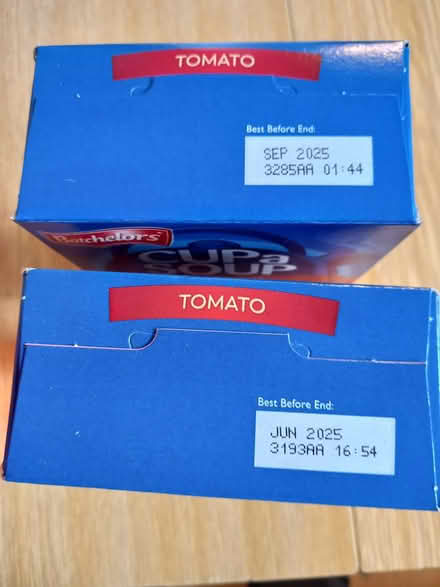 TOMATO
Best Before End:
SEP 2025
3285AA 01:44
Batchelors
CUPa
SOUP
TOMATO
Best Before End:
JUN 2025
3193AA 16:54